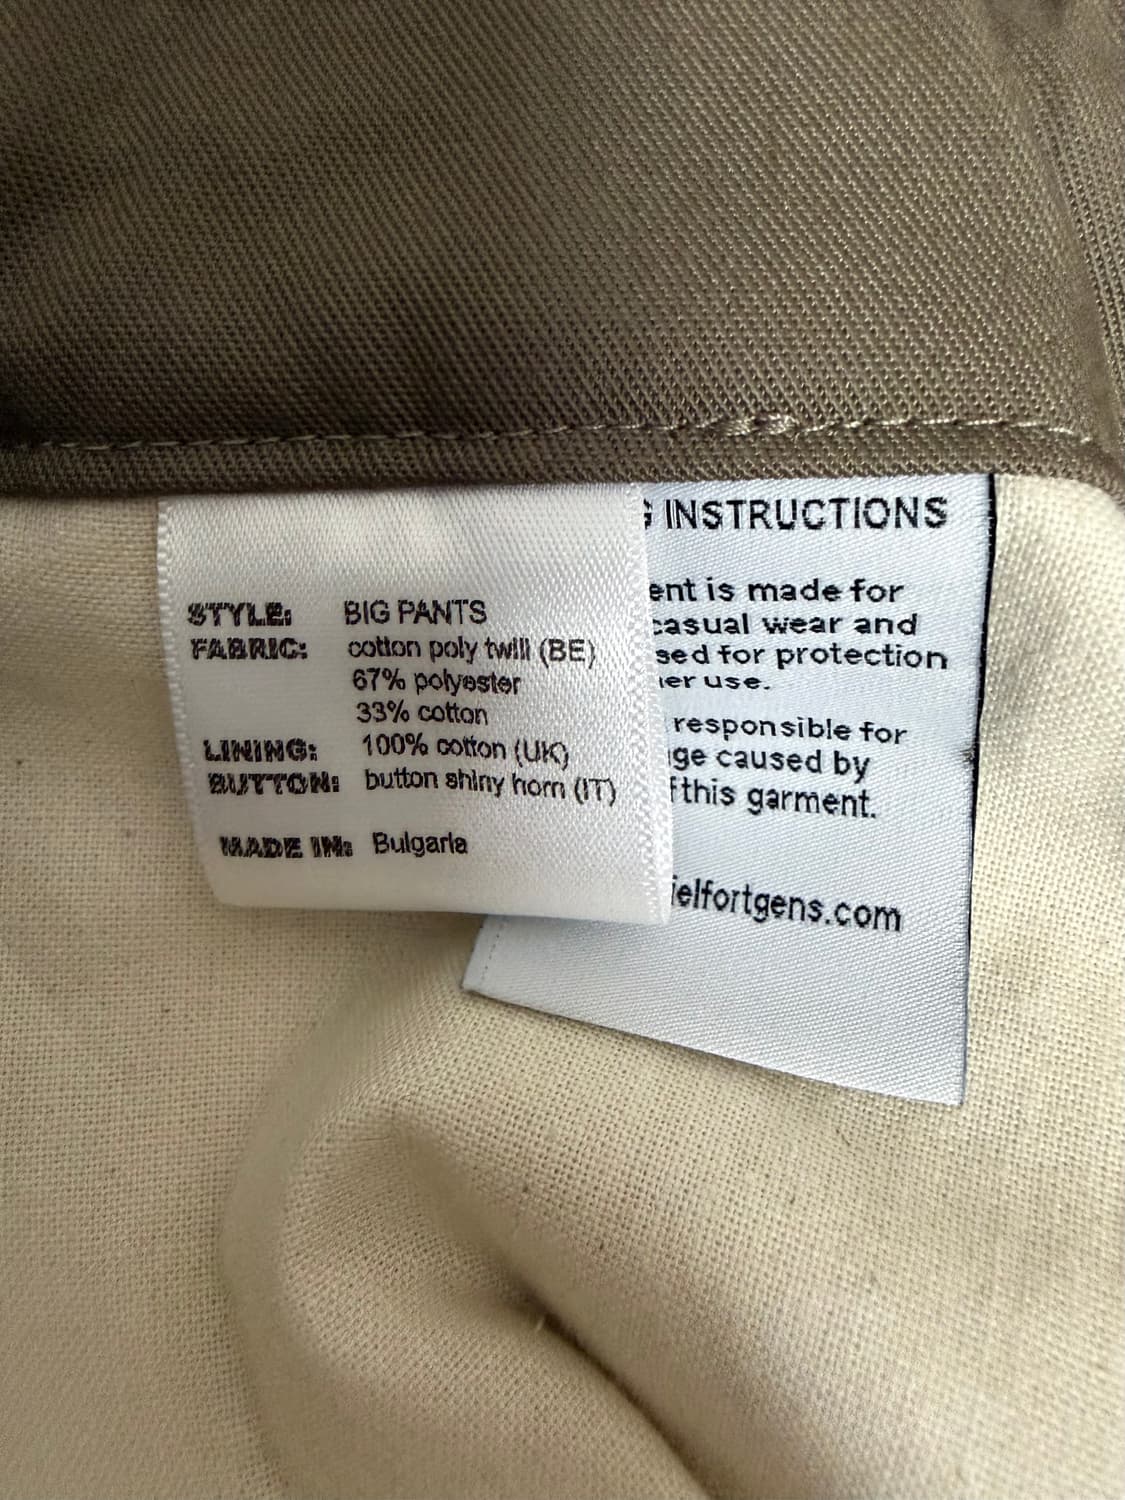 STYLE: BIG PANTS
FABRIC: cotton poly twill (BE)
67% polyester
33% cotton
LINING: 100% cotton (UK)
BUTTON: button shiny horn (IT)
MADE IN: Bulgaria
INSTRUCTIONS
ent is made for
casual wear and
sed for protection
er use.
responsible for
ge caused by
f this garment.
ielfortgens.com